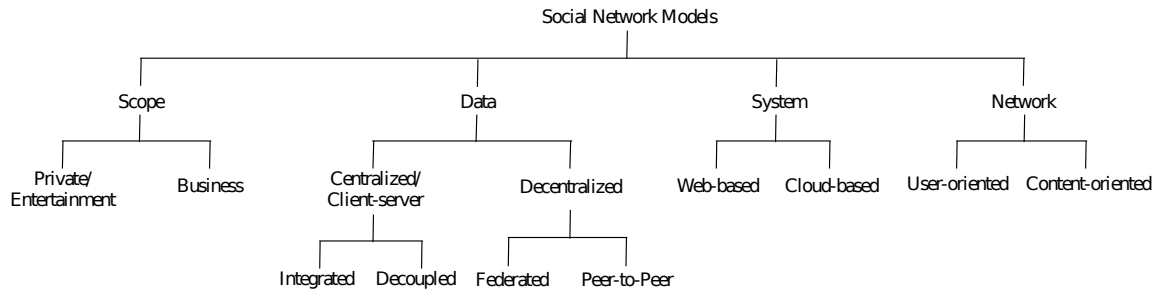 Social Network Models
Scope
Data
System
Network
Private/
Entertainment
Business
Centralized/
Client-server
Decentralized
Web-based
Cloud-based
User-oriented
Content-oriented
Integrated
Decoupled
Federated
Peer-to-Peer